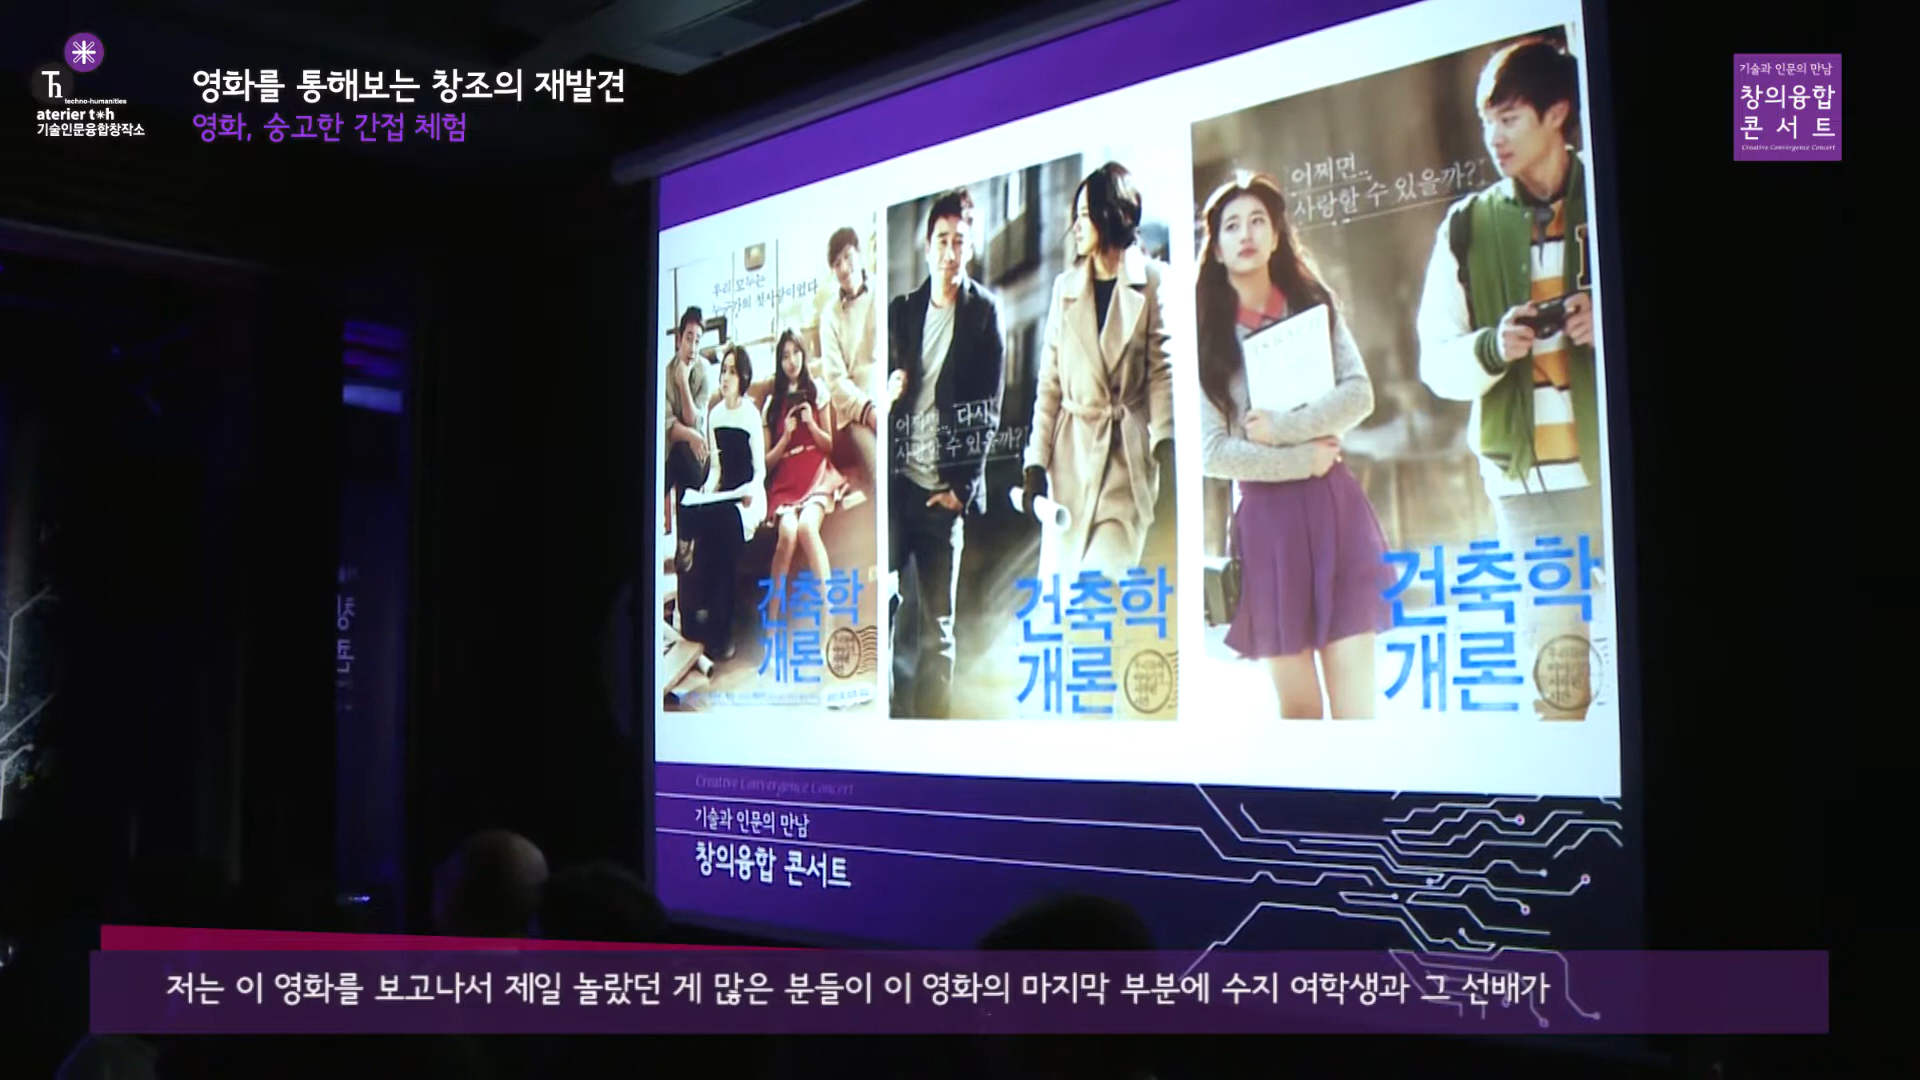 Th
techno-humanities
aterier t*h
기술인문융합창작소
영화를 통해보는 창조의 재발견
영화, 숭고한 간접 체험
기술과 인문의 만남
창의융합
콘서트
Creative Convergence Concert
우리 모두는
누군가의 첫사랑이었다
건축학
개론
어쩌면.. 다시
사랑할 수 있을까?
건축학
개론
어쩌면..
사랑할 수 있을까?
건축학
개론
Creative Convergence Concert
기술과 인문의 만남
창의융합 콘서트
저는 이 영화를 보고나서 제일 놀랐던 게 많은 분들이 이 영화의 마지막 부분에 수지 여학생과 그 선배가